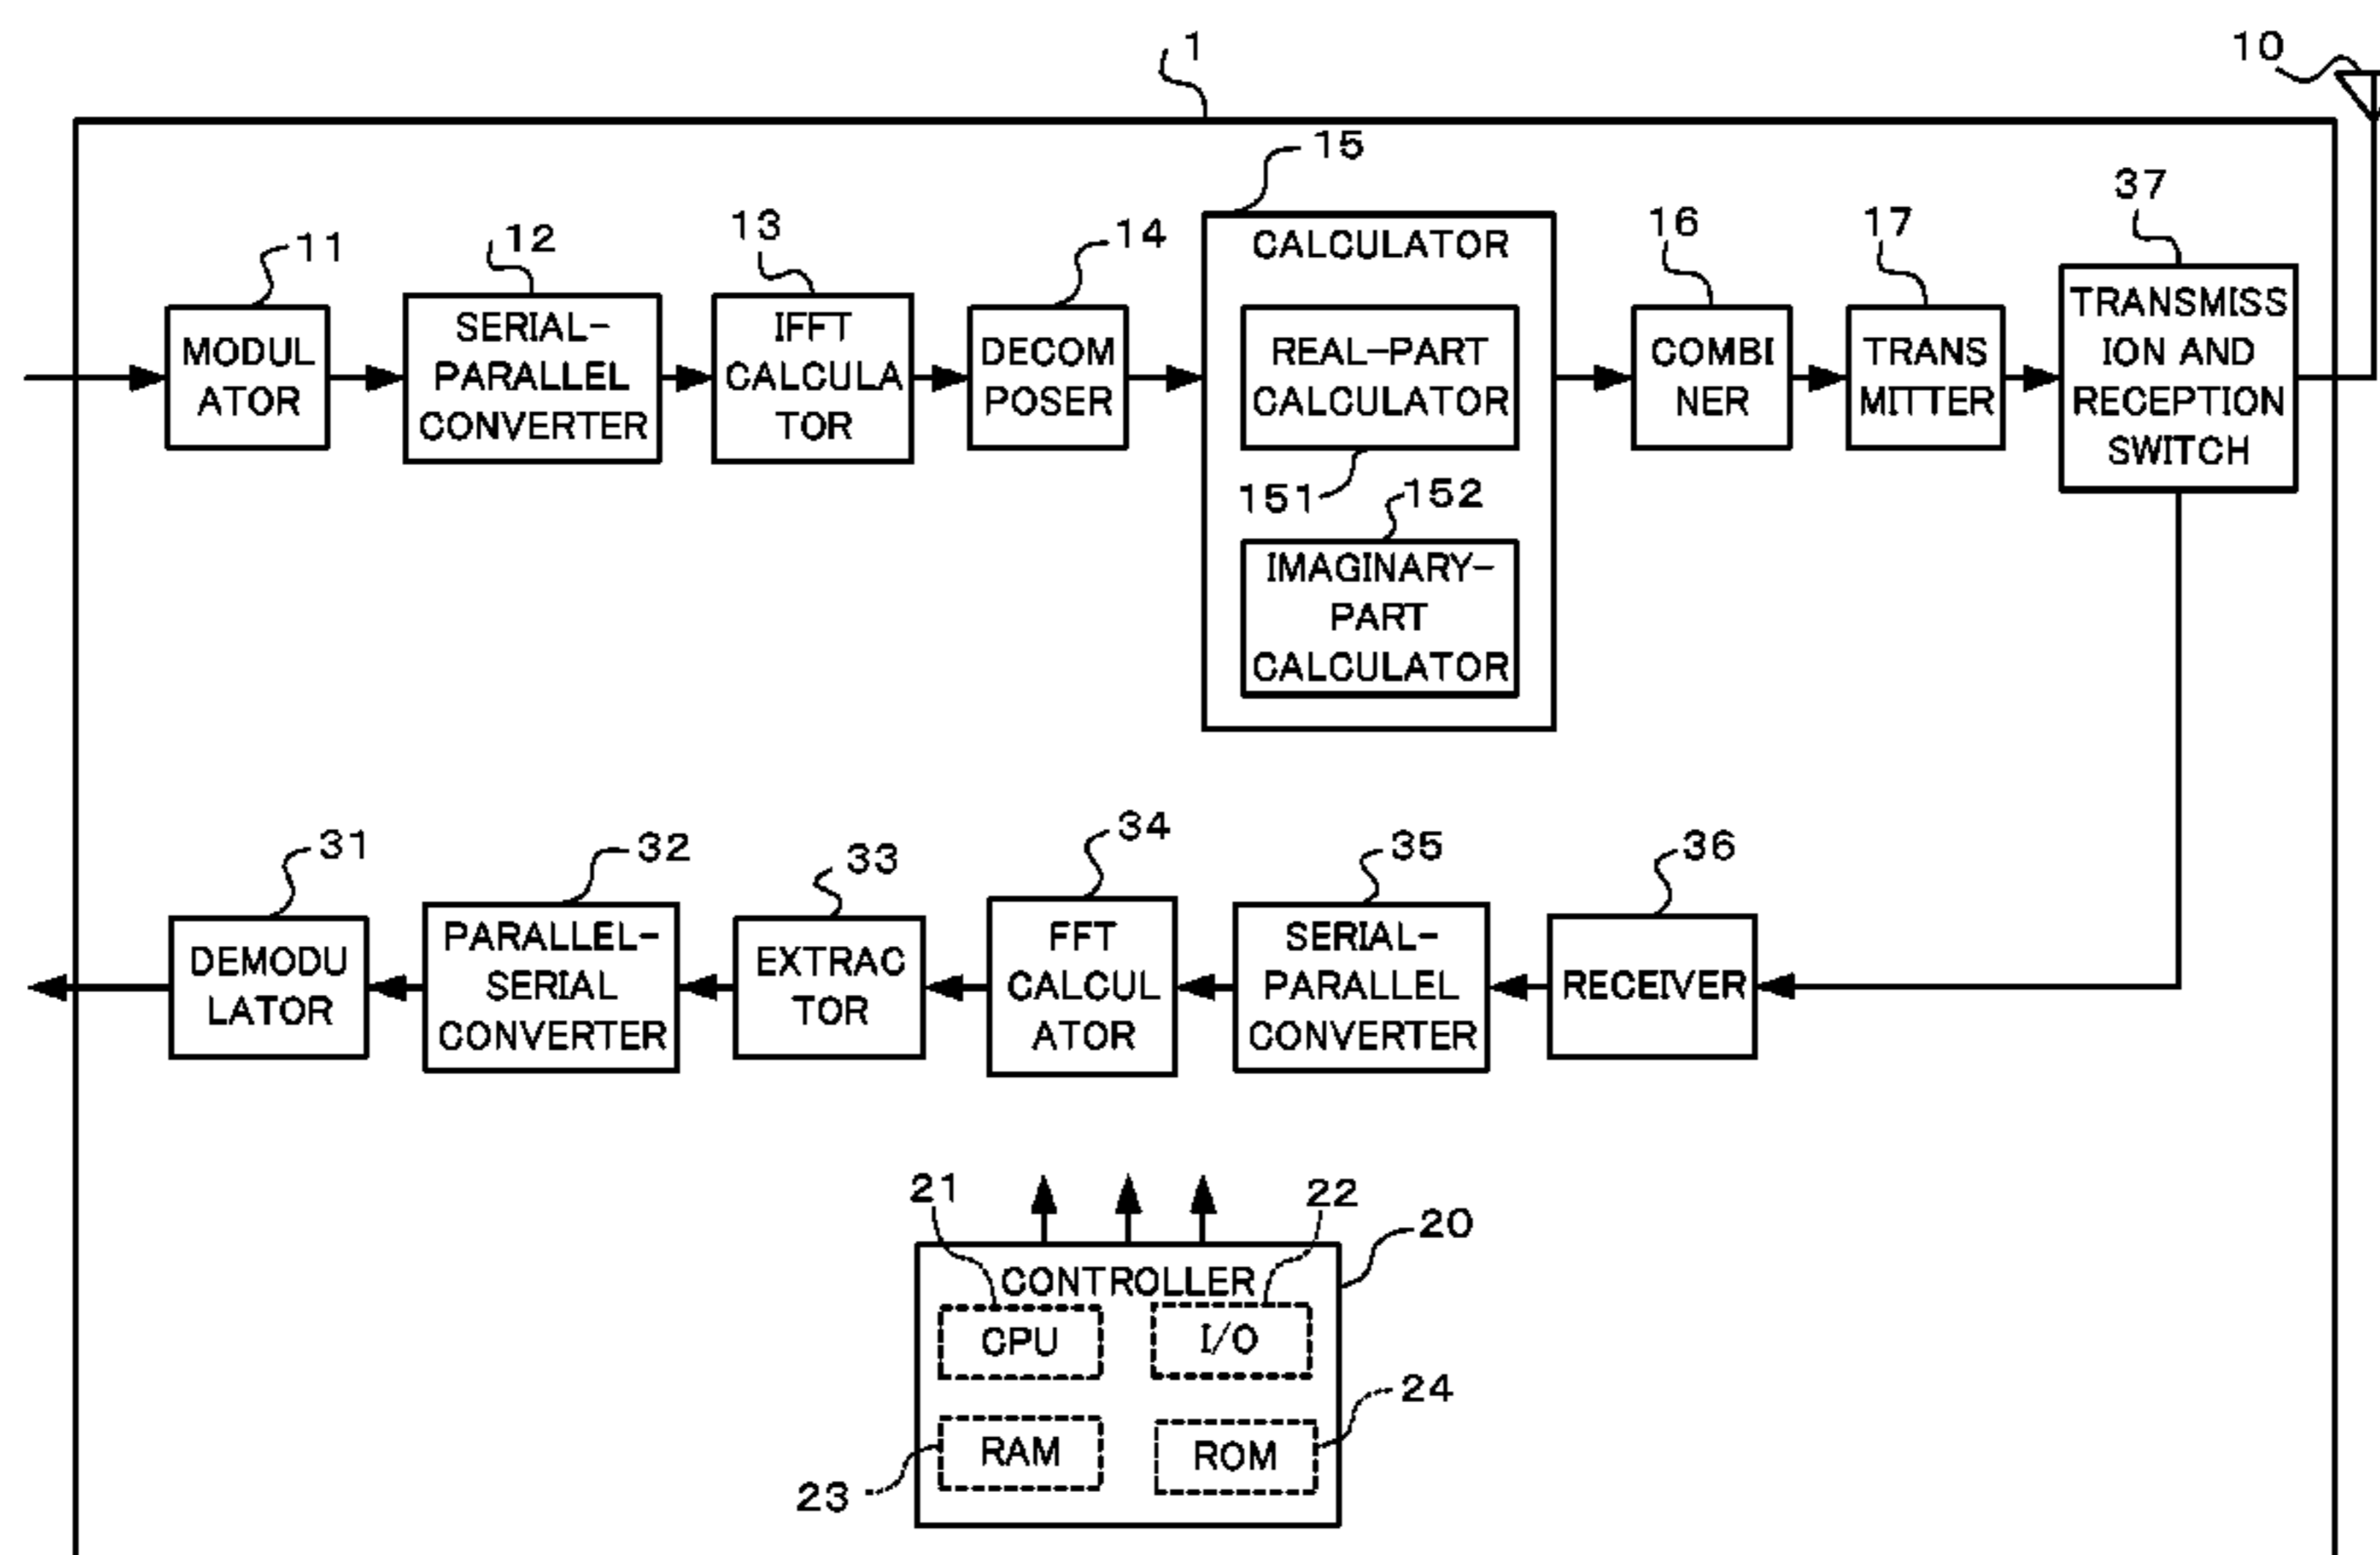 1
10
15
37
11
12
13
14
16
17
CALCULATOR
MODUL
ATOR
SERIAL-
PARALLEL
CONVERTER
IFFT
CALCULA
TOR
DECOM
POSER
REAL-PART
CALCULATOR
151
152
IMAGINARY-
PART
CALCULATOR
COMBI
NER
TRANS
MITTER
TRANSMISS
ION AND
RECEPTION
SWITCH
31
32
33
34
35
36
DEMODU
LATOR
PARALLEL-
SERIAL
CONVERTER
EXTRAC
TOR
FFT
CALCUL
ATOR
SERIAL-
PARALLEL
CONVERTER
RECEIVER
21
22
20
CONTROLLER
CPU
I/O
24
RAM
ROM
23